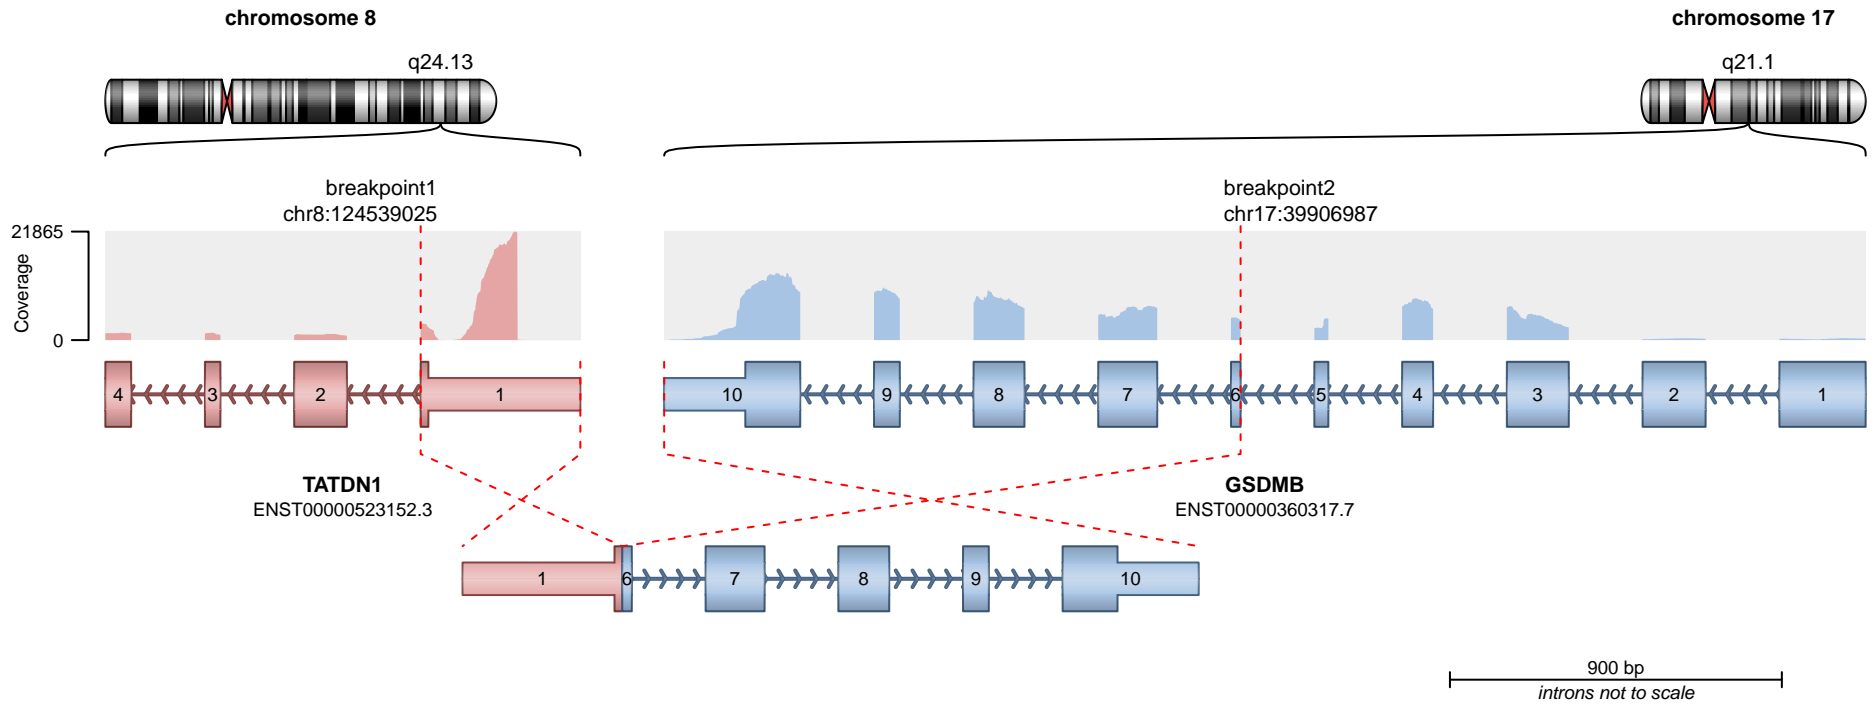 chromosome 8
chromosome 17
q24.13
q21.1
breakpoint1
chr8:124539025
breakpoint2
chr17:39906987
21865
Coverage
0
4 3 2 1
10 9 8 7 6 5 4 3 2 1
TATDN1
ENST00000523152.3
GSDMB
ENST00000360317.7
1 6 7 8 9 10
900 bp
introns not to scale